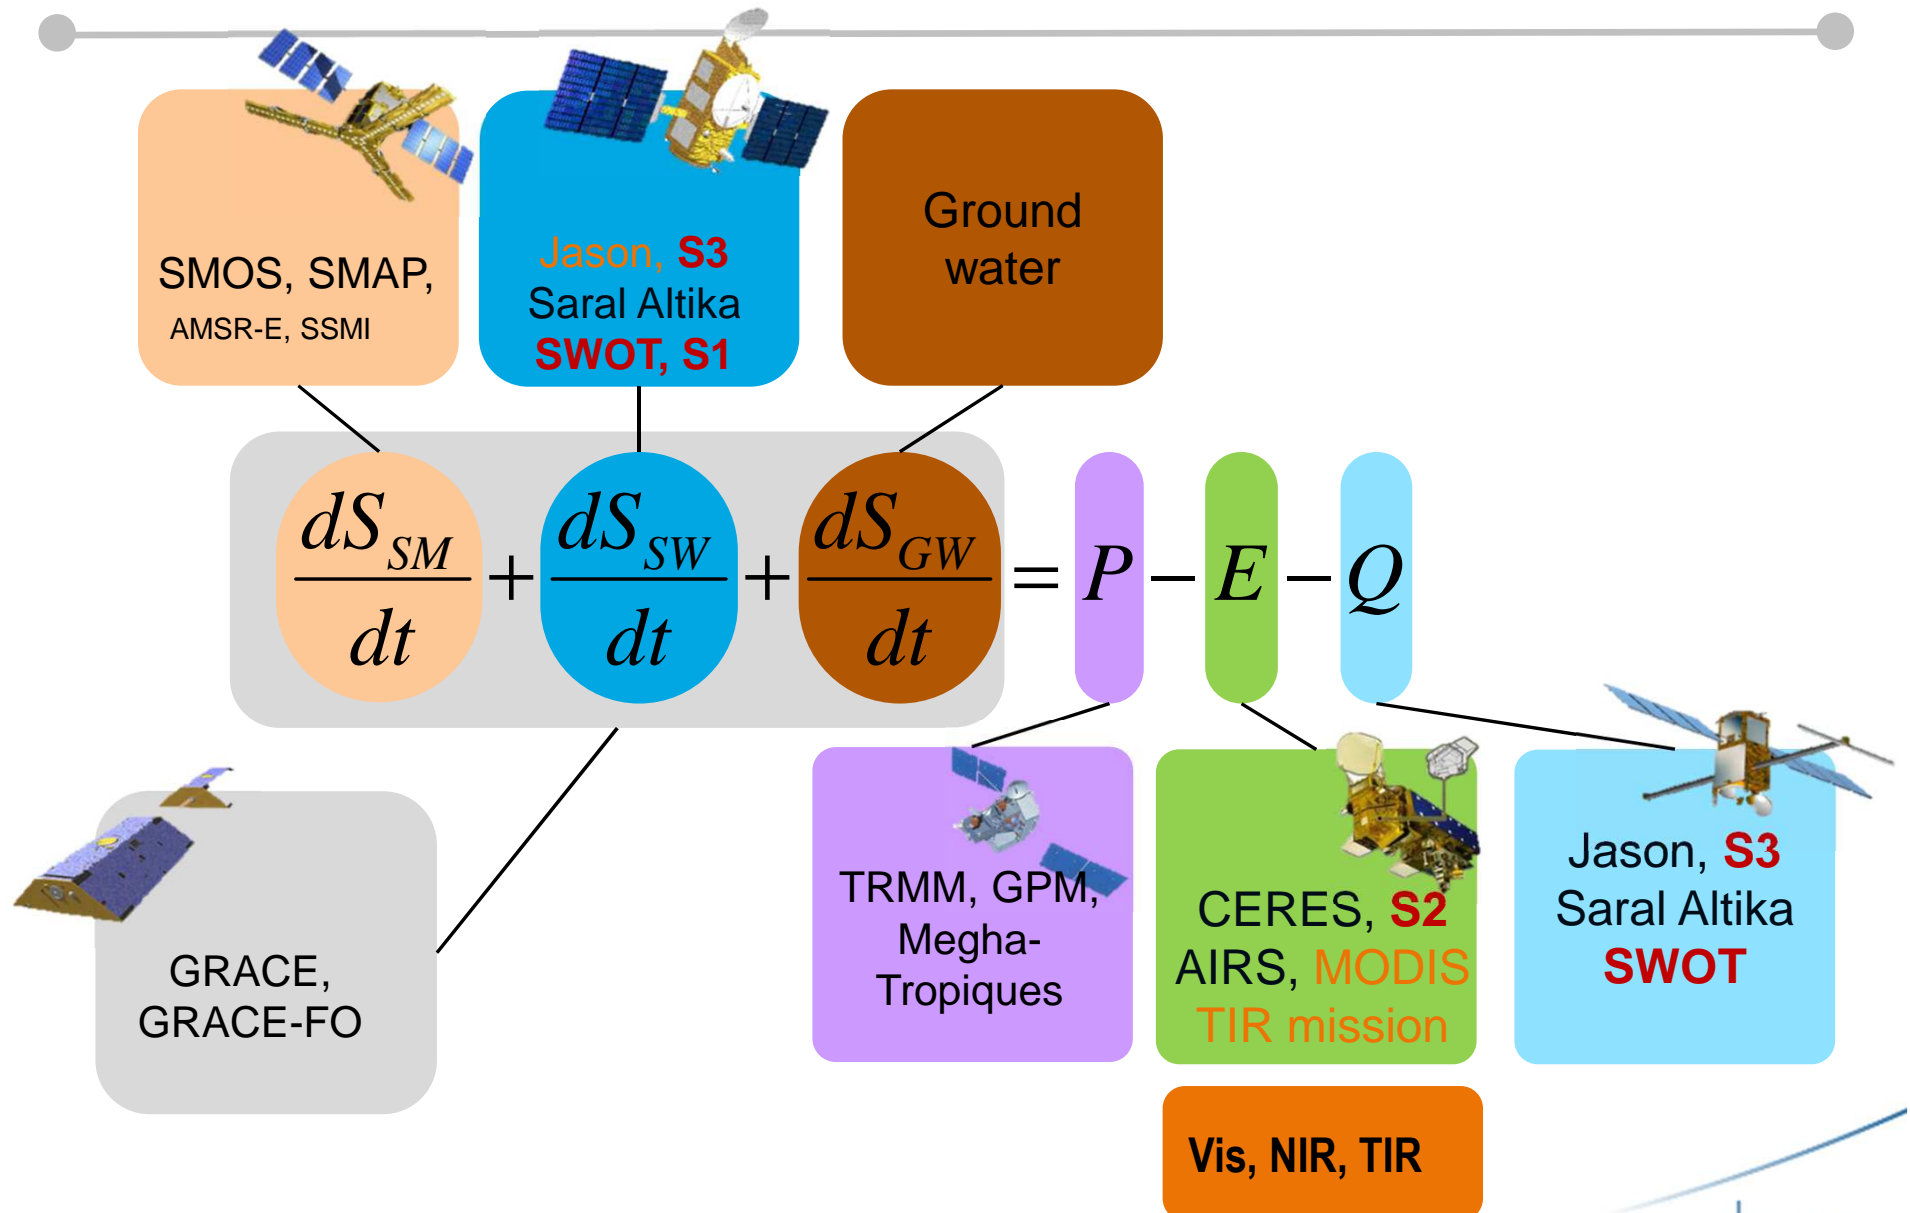 SMOS, SMAP,
AMSR-E, SSMI
Jason, S3
Saral Altika
SWOT, S1
Ground
water
dS_SM/dt + dS_SW/dt + dS_GW/dt = P − E − Q
GRACE,
GRACE-FO
TRMM, GPM,
Megha-
Tropiques
CERES, S2
AIRS, MODIS
TIR mission
Jason, S3
Saral Altika
SWOT
Vis, NIR, TIR